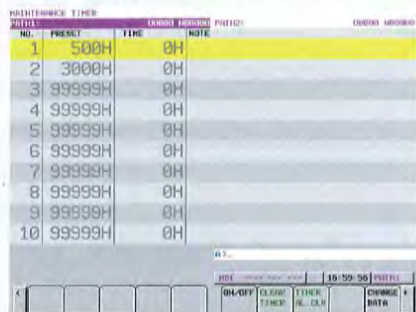 MAINTENANCE TIMER
PATH1: O0000 N00000 PATH2: O0000 N00000
NO. PRESET TIME NOTE
1 500H 0H
2 3000H 0H
3 99999H 0H
4 99999H 0H
5 99999H 0H
6 99999H 0H
7 99999H 0H
8 99999H 0H
9 99999H 0H
10 99999H 0H
A>_
MDI **** *** *** 16:59:56 PATH1
< ON/OFF CLEAR TIMER TIMER AL.CLR CHANGE DATA +